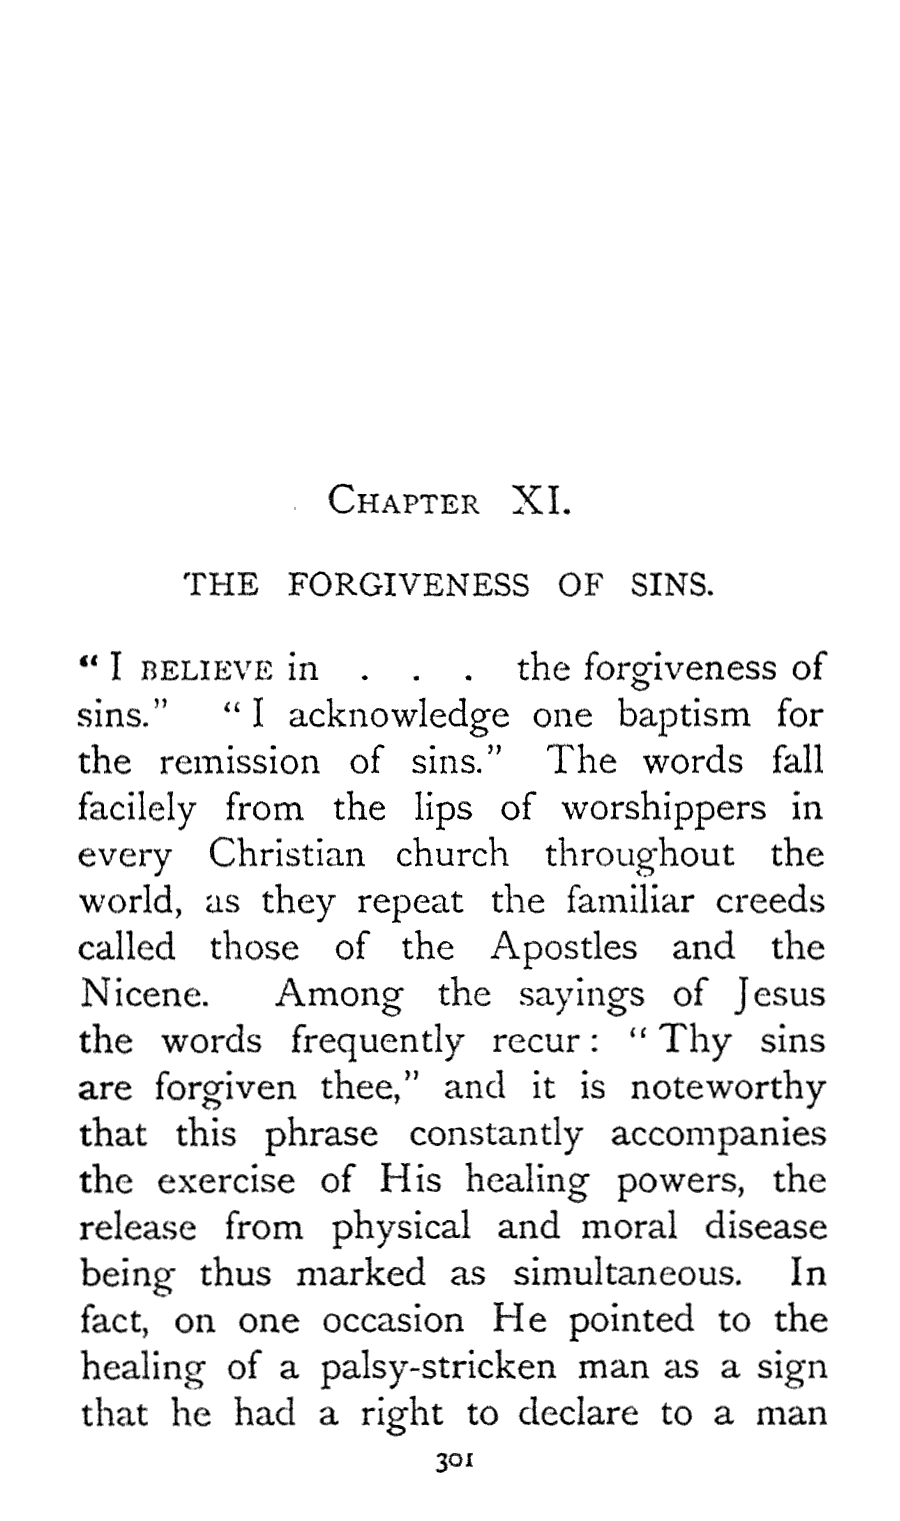 CHAPTER XI.
THE FORGIVENESS OF SINS.
“ I BELIEVE in . . . the forgiveness of
sins.” “ I acknowledge one baptism for
the remission of sins.” The words fall
facilely from the lips of worshippers in
every Christian church throughout the
world, as they repeat the familiar creeds
called those of the Apostles and the
Nicene. Among the sayings of Jesus
the words frequently recur : “ Thy sins
are forgiven thee,” and it is noteworthy
that this phrase constantly accompanies
the exercise of His healing powers, the
release from physical and moral disease
being thus marked as simultaneous. In
fact, on one occasion He pointed to the
healing of a palsy-stricken man as a sign
that he had a right to declare to a man
301